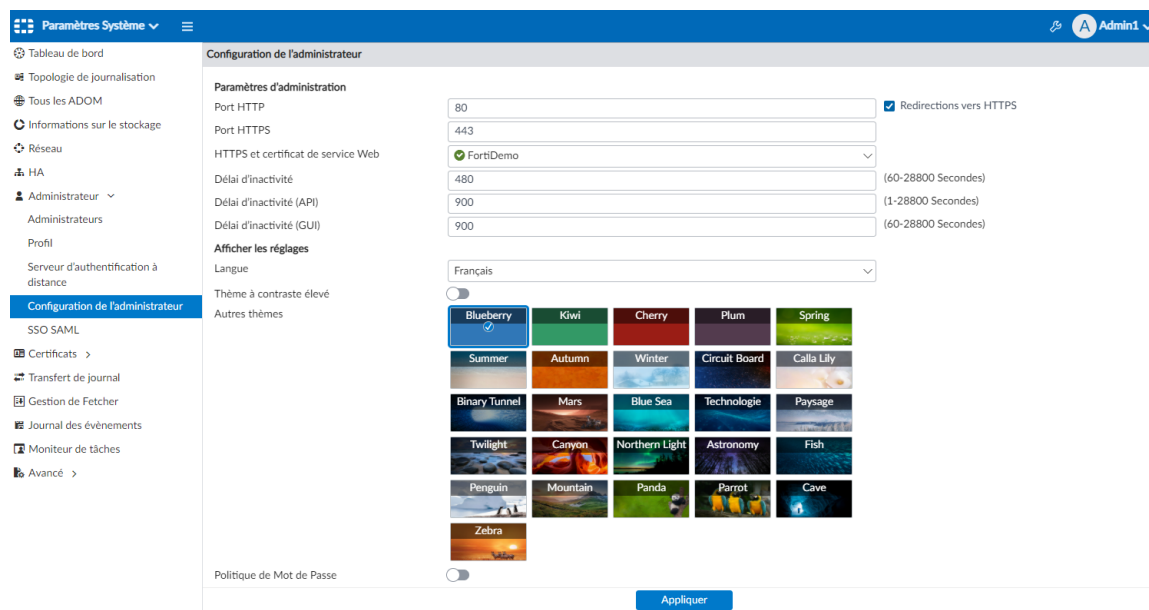 Paramètres Système
A Admin1
Tableau de bord
Topologie de journalisation
Tous les ADOM
Informations sur le stockage
Réseau
HA
Administrateur
Administrateurs
Profil
Serveur d'authentification à
distance
Configuration de l'administrateur
SSO SAML
Certificats
Transfert de journal
Gestion de Fetcher
Journal des évènements
Moniteur de tâches
Avancé
Configuration de l'administrateur
Paramètres d'administration
Port HTTP 80 Redirections vers HTTPS
Port HTTPS 443
HTTPS et certificat de service Web FortiDemo
Délai d'inactivité 480 (60-28800 Secondes)
Délai d'inactivité (API) 900 (1-28800 Secondes)
Délai d'inactivité (GUI) 900 (60-28800 Secondes)
Afficher les réglages
Langue Français
Thème à contraste élevé
Autres thèmes
Blueberry Kiwi Cherry Plum Spring
Summer Autumn Winter Circuit Board Calla Lily
Binary Tunnel Mars Blue Sea Technologie Paysage
Twilight Canyon Northern Light Astronomy Fish
Penguin Mountain Panda Parrot Cave
Zebra
Politique de Mot de Passe
Appliquer